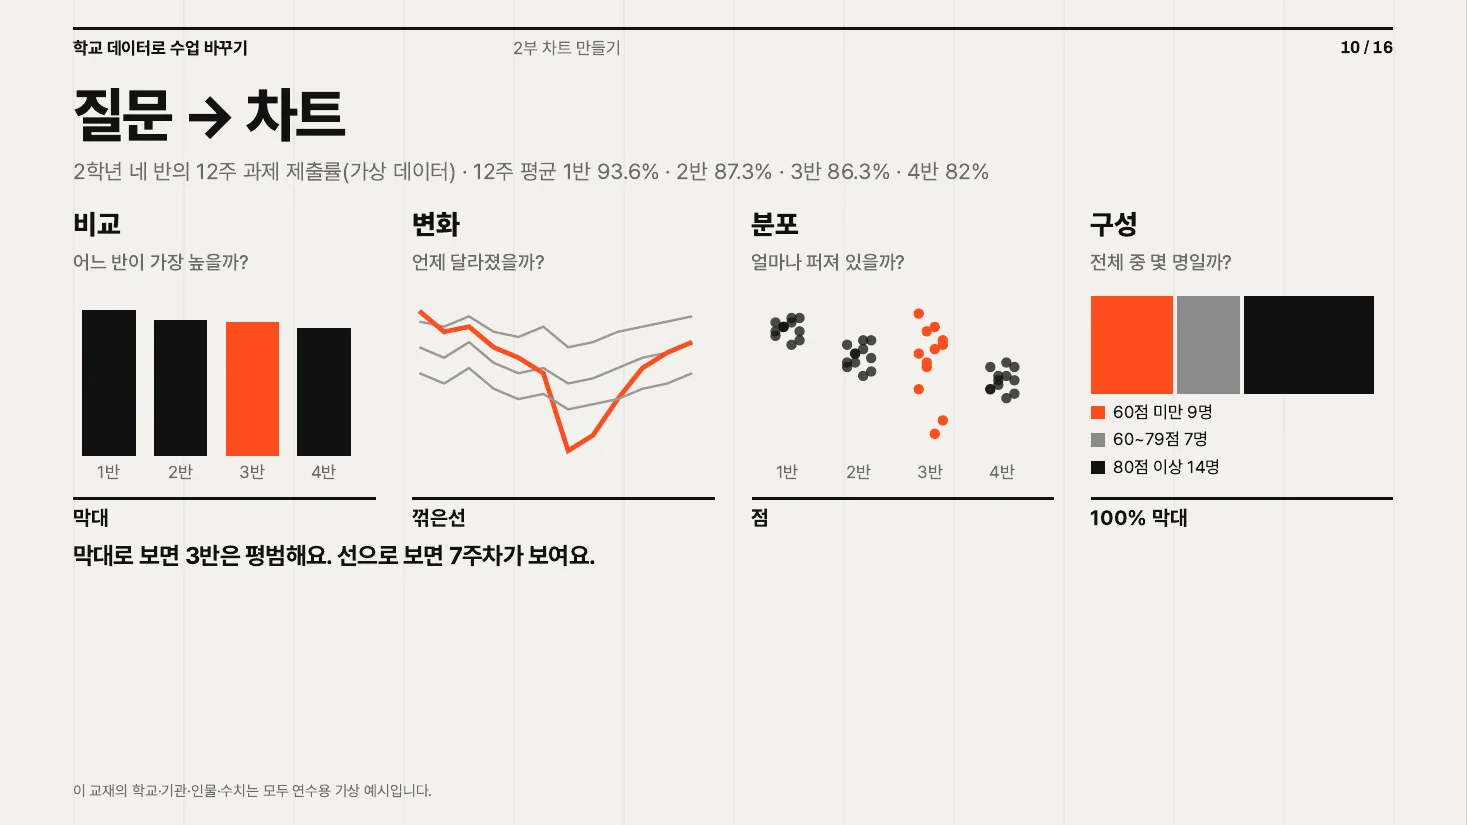 학교 데이터로 수업 바꾸기
2부 차트 만들기
10 / 16
질문 → 차트
2학년 네 반의 12주 과제 제출률(가상 데이터) · 12주 평균 1반 93.6% · 2반 87.3% · 3반 86.3% · 4반 82%
비교
어느 반이 가장 높을까?
1반 2반 3반 4반
막대
변화
언제 달라졌을까?
꺾은선
분포
얼마나 퍼져 있을까?
1반 2반 3반 4반
점
구성
전체 중 몇 명일까?
60점 미만 9명
60~79점 7명
80점 이상 14명
100% 막대
막대로 보면 3반은 평범해요. 선으로 보면 7주차가 보여요.
이 교재의 학교·기관·인물·수치는 모두 연수용 가상 예시입니다.